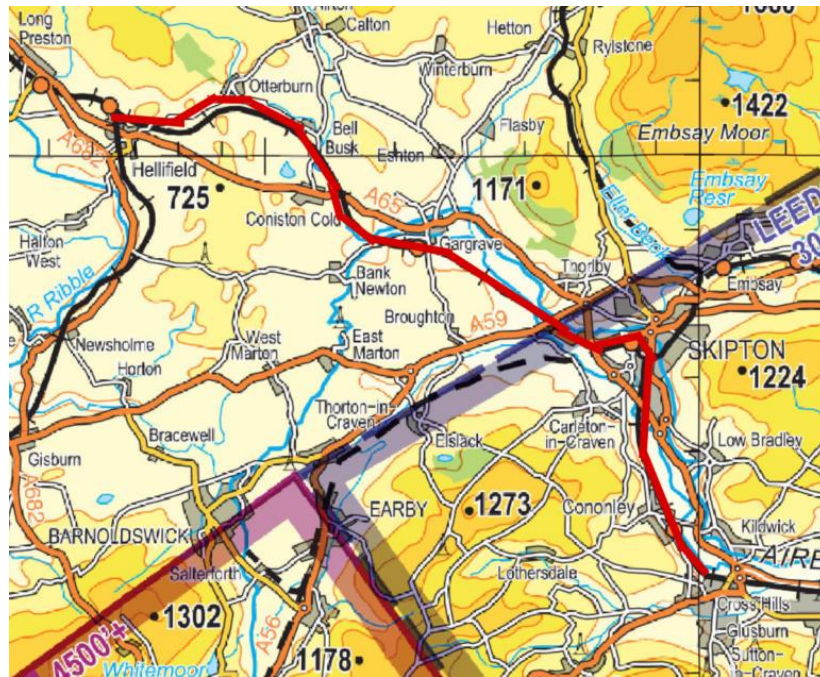 Long
Preston
Calton
Hetton
Rylstone
Otterburn
Winterburn
1422
Embsay Moor
A682
Bell
Busk
Flasby
Eshton
Hellifield
725
Coniston Cold
A65
1171
Eller Beck
Embsay
Resr
Halton
West
Gargrave
Bank
Newton
Thorlby
Embsay
R Ribble
Broughton
A59
Newsholme
West
Marton
East
Marton
SKIPTON
Horton
1224
Thorton-in-
Craven
Carleton-
in-Craven
Bracewell
Elslack
Low Bradley
Gisburn
A682
EARBY
1273
Cononley
BARNOLDSWICK
Kildwick
AIRE
Salterforth
Lothersdale
1302
Cross Hills
Glusburn
4500'+
A56
Sutton-
in-Craven
Whitemoor
1178